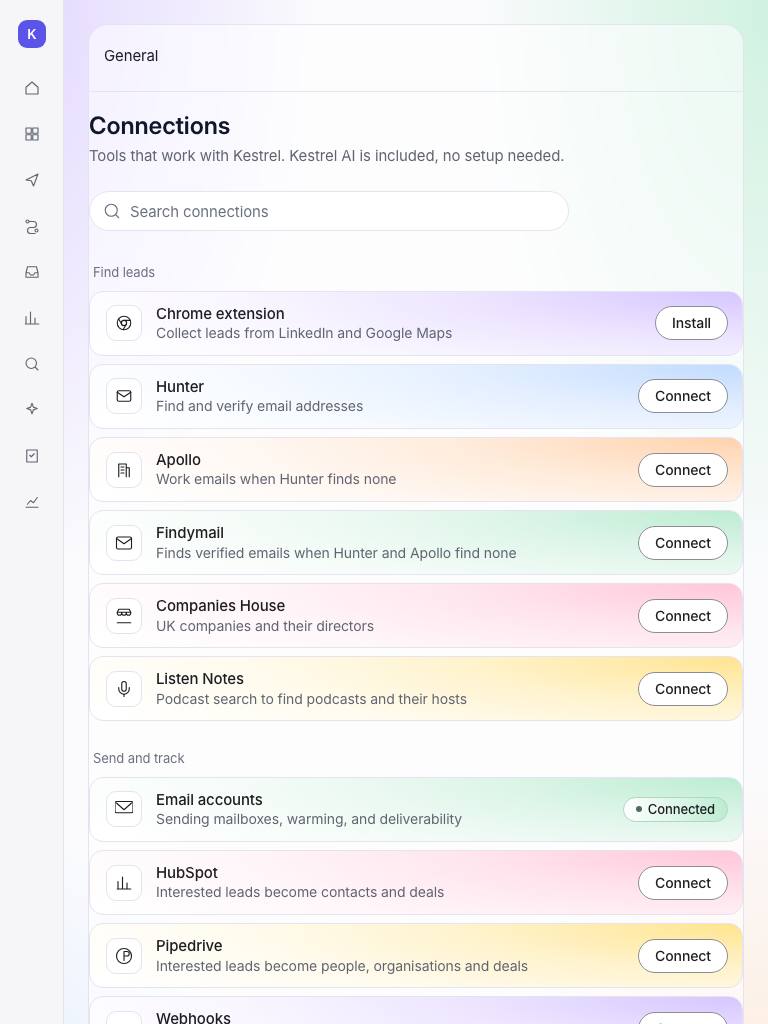 K
General
Connections
Tools that work with Kestrel. Kestrel AI is included, no setup needed.
Search connections
Find leads
Chrome extension
Collect leads from LinkedIn and Google Maps
Install
Hunter
Find and verify email addresses
Connect
Apollo
Work emails when Hunter finds none
Connect
Findymail
Finds verified emails when Hunter and Apollo find none
Connect
Companies House
UK companies and their directors
Connect
Listen Notes
Podcast search to find podcasts and their hosts
Connect
Send and track
Email accounts
Sending mailboxes, warming, and deliverability
Connected
HubSpot
Interested leads become contacts and deals
Connect
Pipedrive
Interested leads become people, organisations and deals
Connect
Webhooks